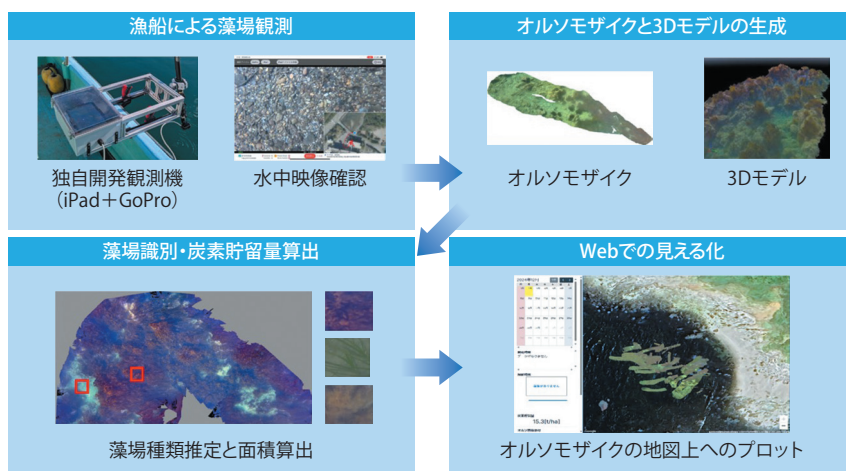 漁船による藻場観測
独自開発観測機
（iPad＋GoPro）
水中映像確認
オルソモザイクと3Dモデルの生成
オルソモザイク
3Dモデル
藻場識別・炭素貯留量算出
藻場種類推定と面積算出
Webでの見える化
15.3(t/ha)
オルソモザイクの地図上へのプロット